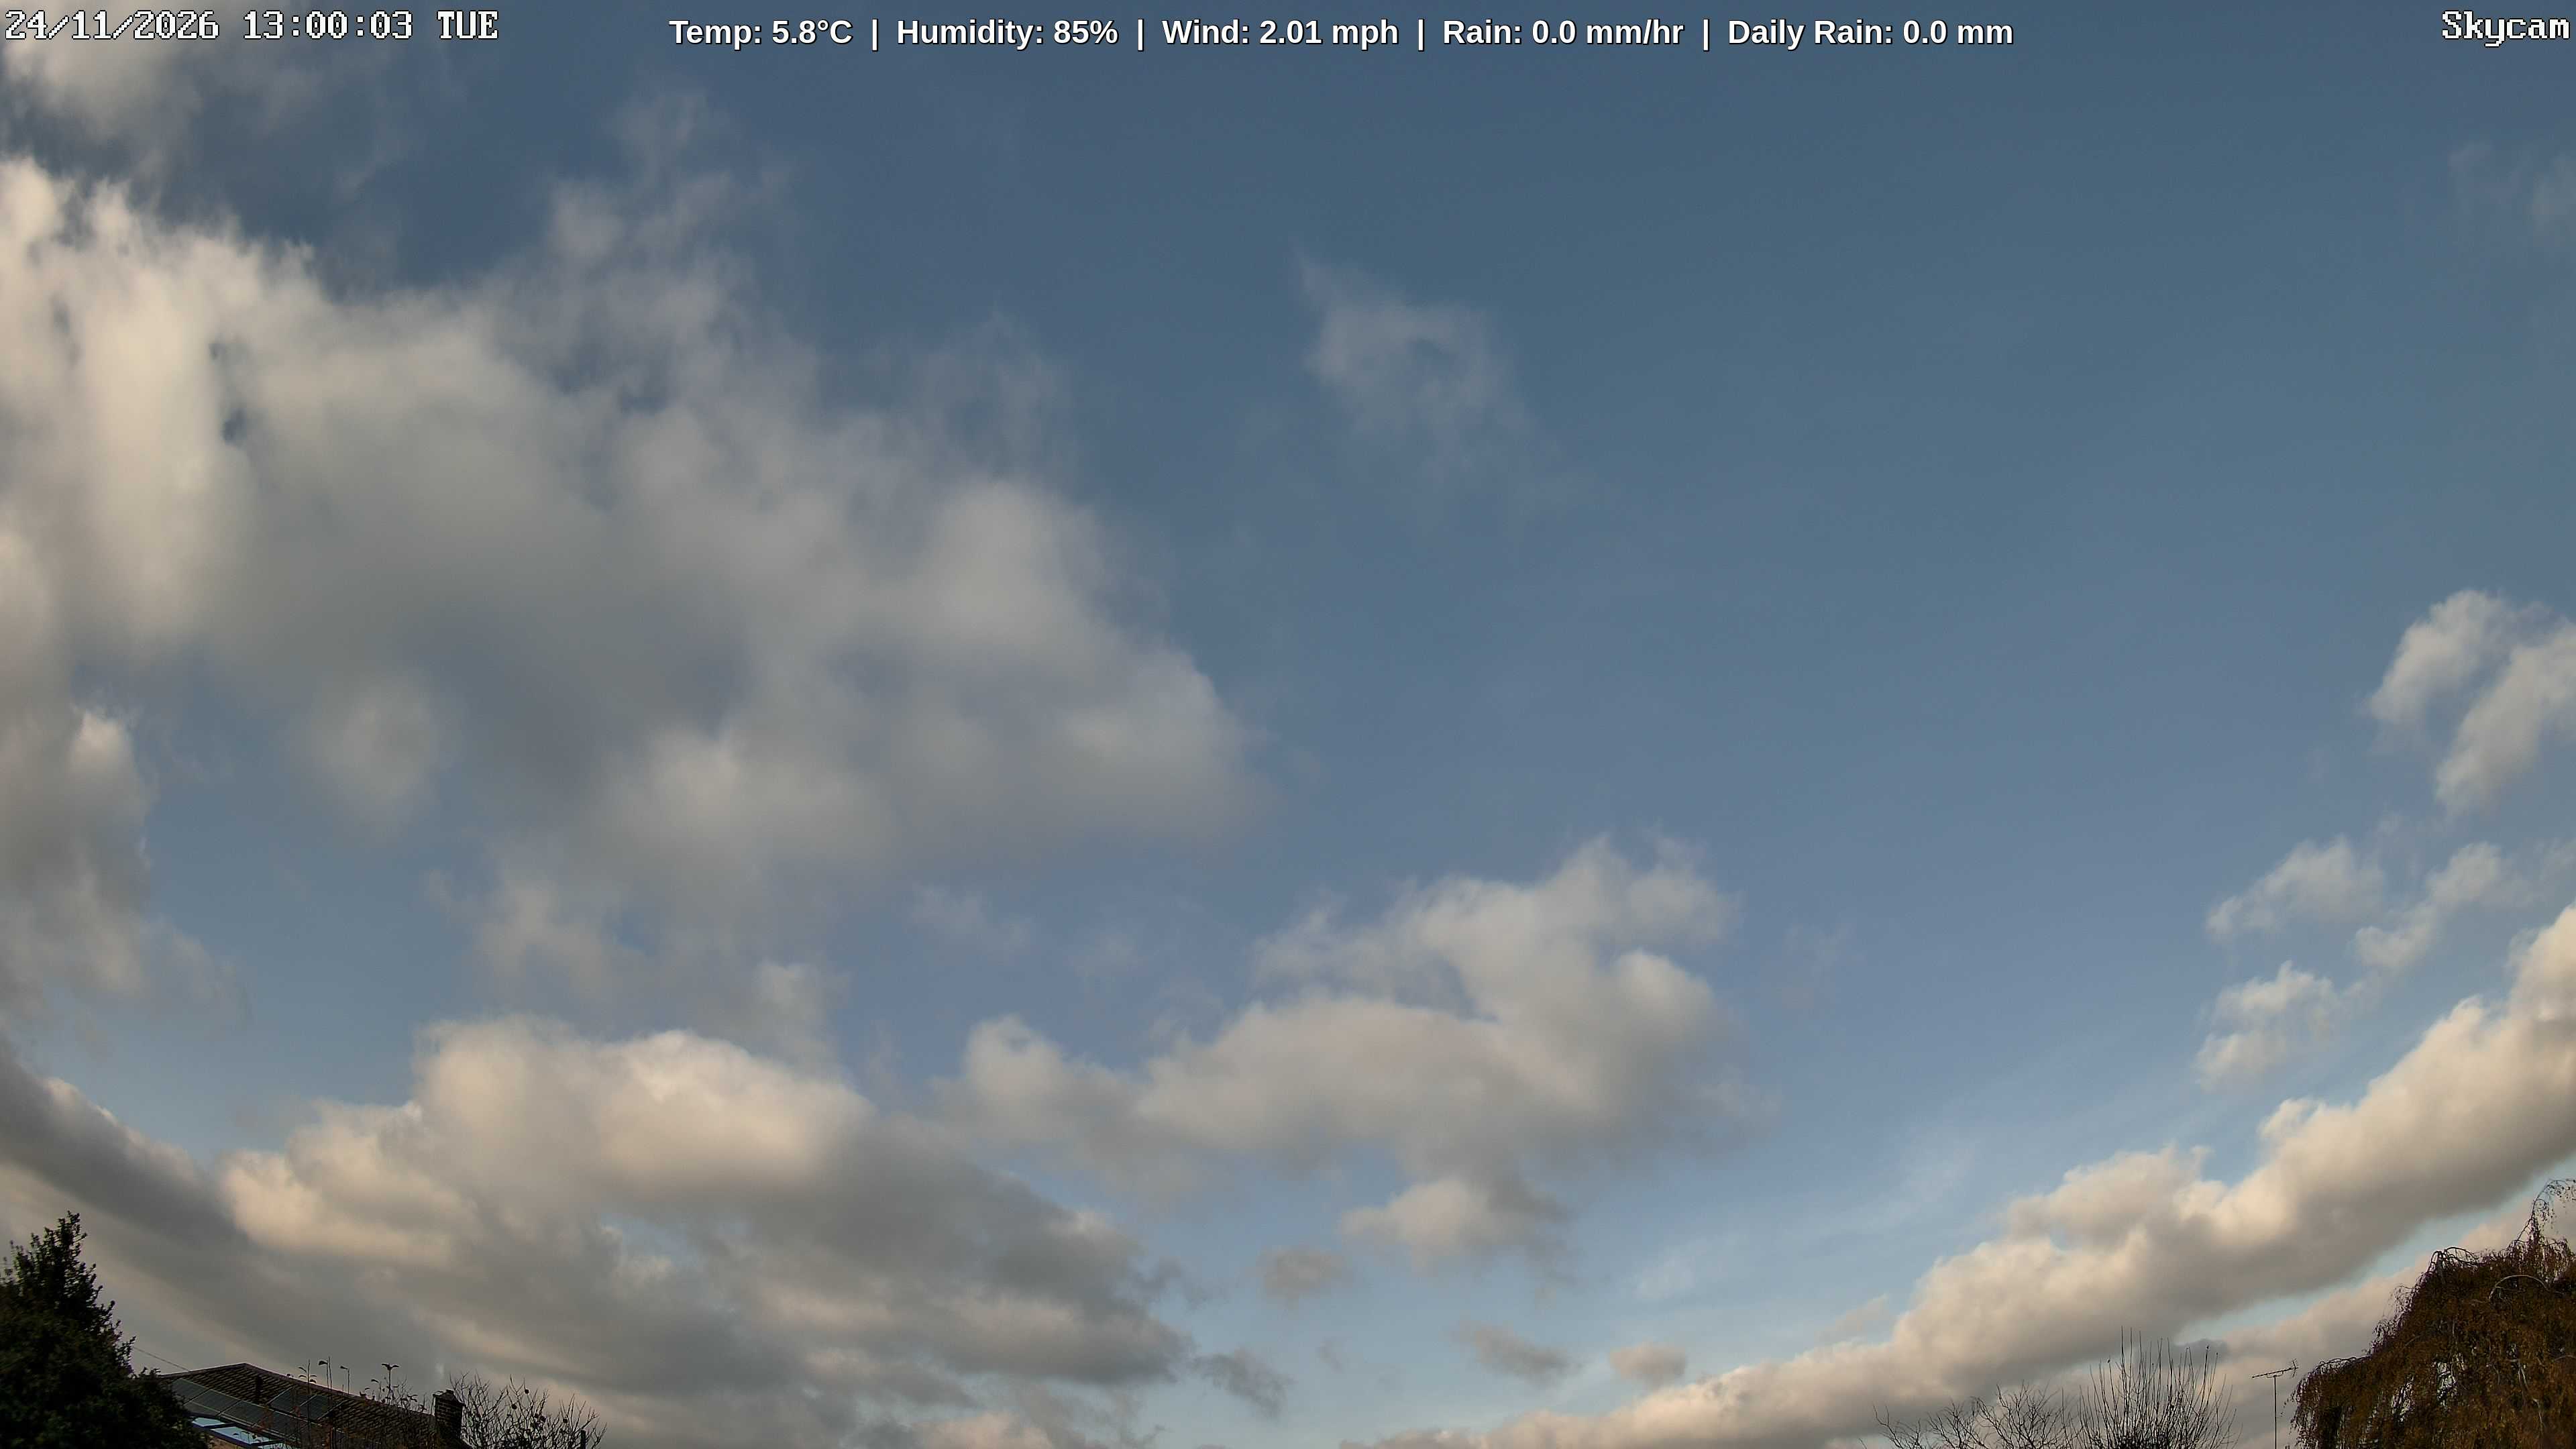 24/11/2026 13:00:03 TUE
Temp: 5.8°C | Humidity: 85% | Wind: 2.01 mph | Rain: 0.0 mm/hr | Daily Rain: 0.0 mm
Skycam